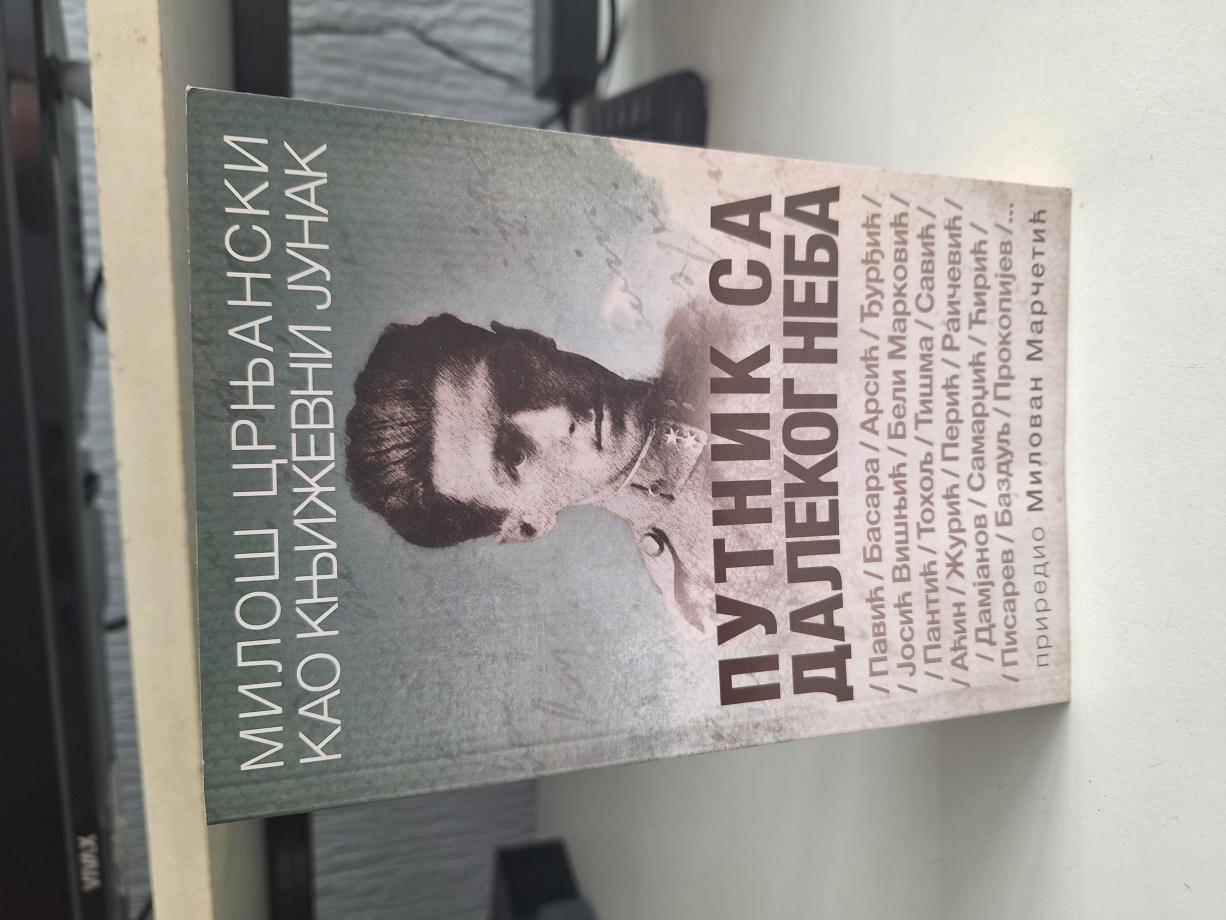 МИЛОШ ЦРЊАНСКИ
КАО КЊИЖЕВНИ ЈУНАК
ПУТНИК СА
ДАЛЕКОГ НЕБА
/ Павић / Басара / Арсић / Ђурђић /
/ Јосић Вишњић / Бели Марковић /
/ Пантић / Тохољ / Тишма / Савић /
/ Аћин / Журић / Перић / Раичевић /
/ Дамјанов / Самарџић / Ћирић /
/ Писарев / Баздуљ / Прокопијев /...
приредио Милован Марчетић
VIVAX